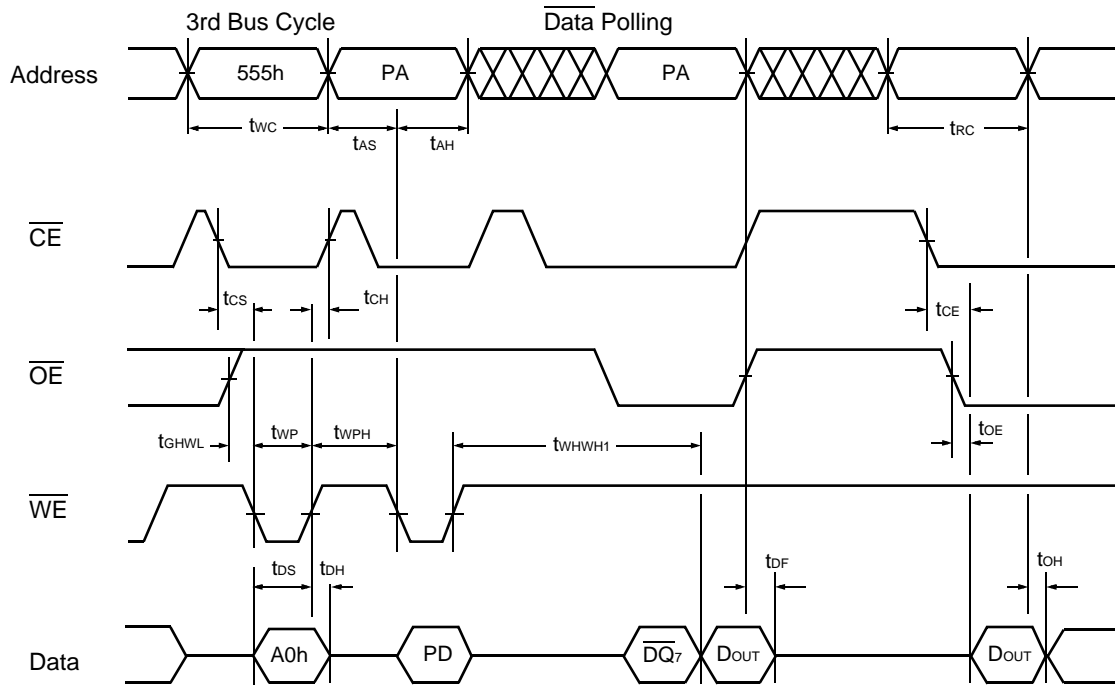 3rd Bus Cycle
Data Polling
Address
555h
PA
PA
tWC
tAS
tAH
tRC
CE
tCS
tCH
tCE
OE
tGHWL
tWP
tWPH
tWHWH1
tOE
WE
tDS
tDH
tDF
tOH
Data
A0h
PD
DQ7
DOUT
DOUT